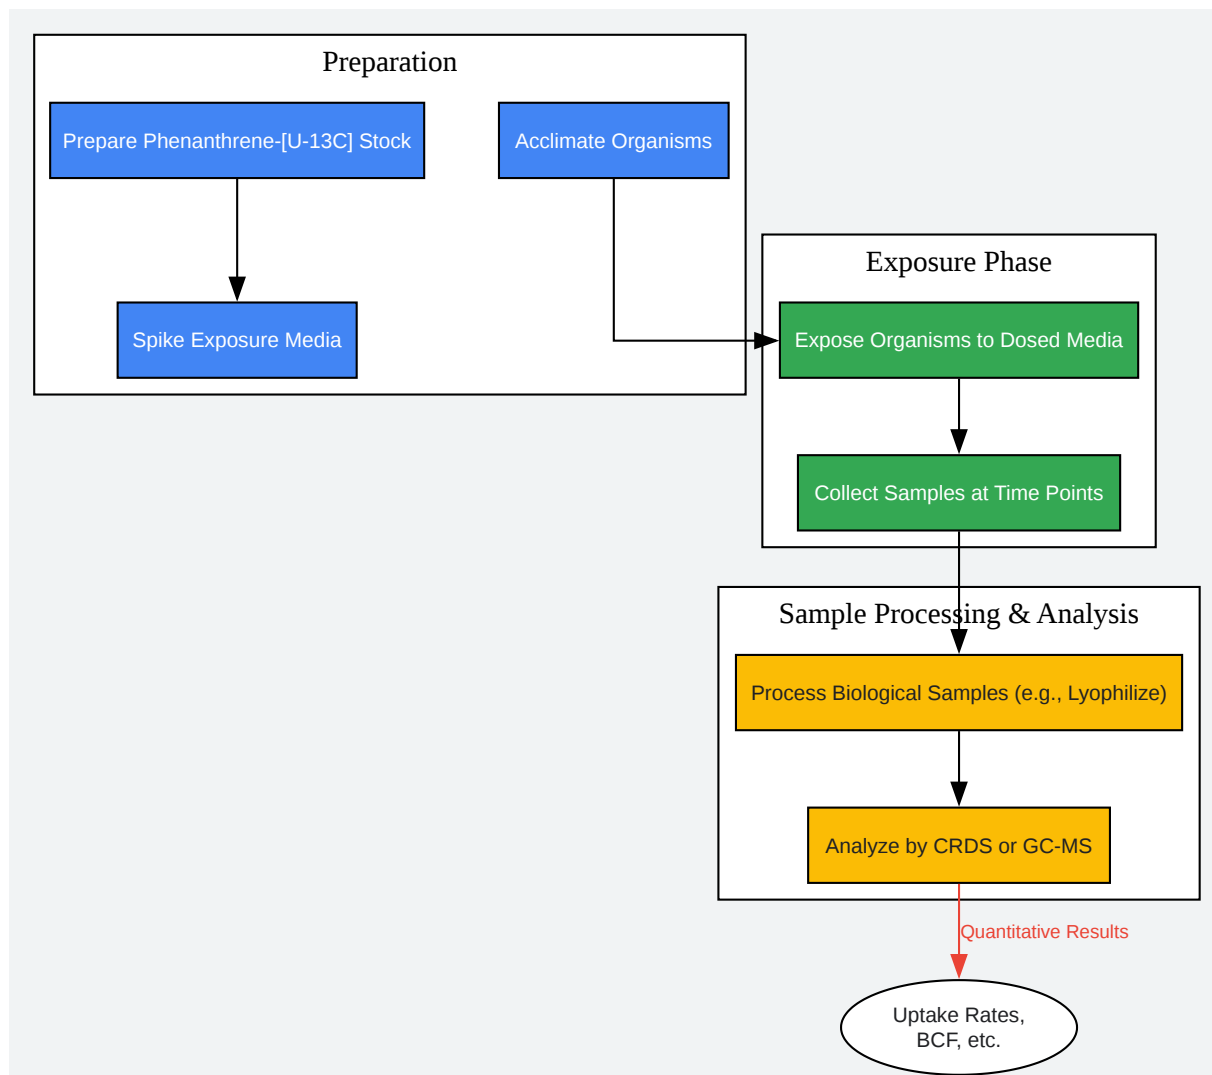 Preparation
Prepare Phenanthrene-[U-13C] Stock
Acclimate Organisms
Spike Exposure Media
Exposure Phase
Expose Organisms to Dosed Media
Collect Samples at Time Points
Sample Processing & Analysis
Process Biological Samples (e.g., Lyophilize)
Analyze by CRDS or GC-MS
Quantitative Results
Uptake Rates,
BCF, etc.